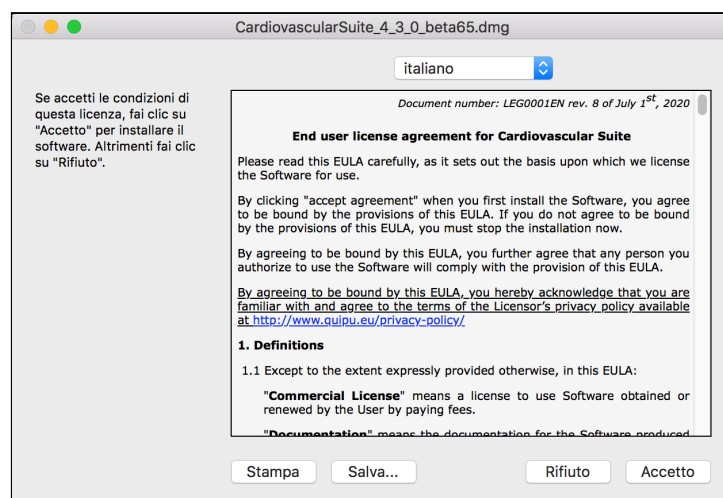 CardiovascularSuite_4_3_0_beta65.dmg
italiano
Se accetti le condizioni di
questa licenza, fai clic su
"Accetto" per installare il
software. Altrimenti fai clic
su "Rifiuto".
Document number: LEG0001EN rev. 8 of July 1st, 2020
End user license agreement for Cardiovascular Suite
Please read this EULA carefully, as it sets out the basis upon which we license
the Software for use.
By clicking "accept agreement" when you first install the Software, you agree
to be bound by the provisions of this EULA. If you do not agree to be bound
by the provisions of this EULA, you must stop the installation now.
By agreeing to be bound by this EULA, you further agree that any person you
authorize to use the Software will comply with the provision of this EULA.
By agreeing to be bound by this EULA, you hereby acknowledge that you are
familiar with and agree to the terms of the Licensor's privacy policy available
at http://www.quipu.eu/privacy-policy/
1. Definitions
1.1 Except to the extent expressly provided otherwise, in this EULA:
"Commercial License" means a license to use Software obtained or
renewed by the User by paying fees.
"Documentation" means the documentation for the Software produced
Stampa
Salva...
Rifiuto
Accetto